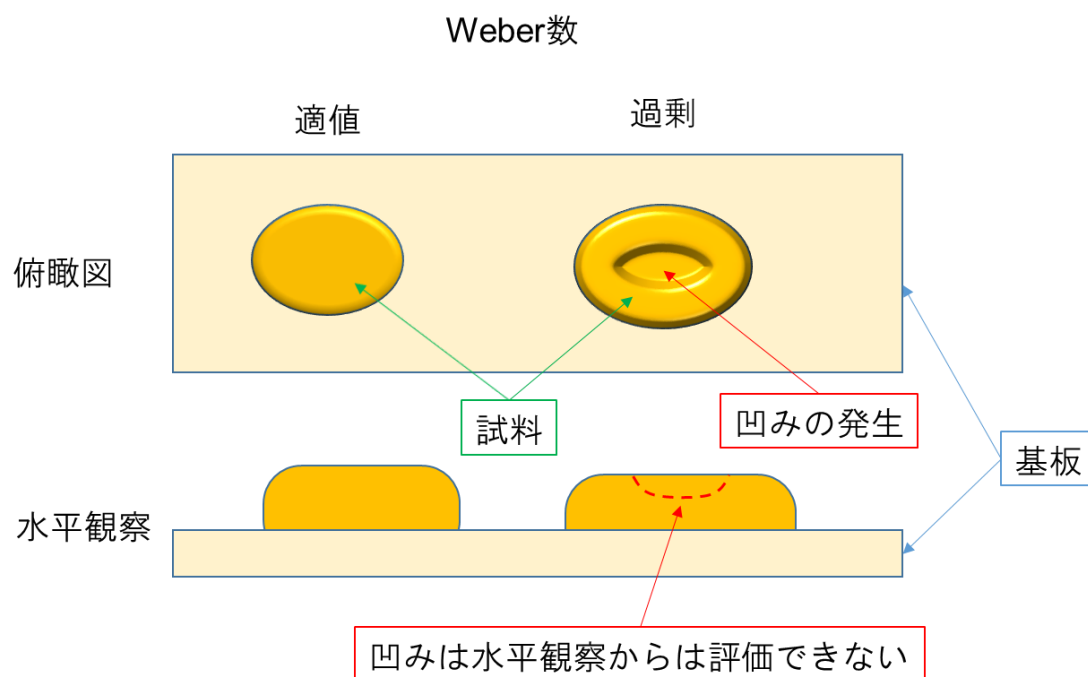 Weber数
適値
過剰
俯瞰図
試料
凹みの発生
基板
水平観察
凹みは水平観察からは評価できない